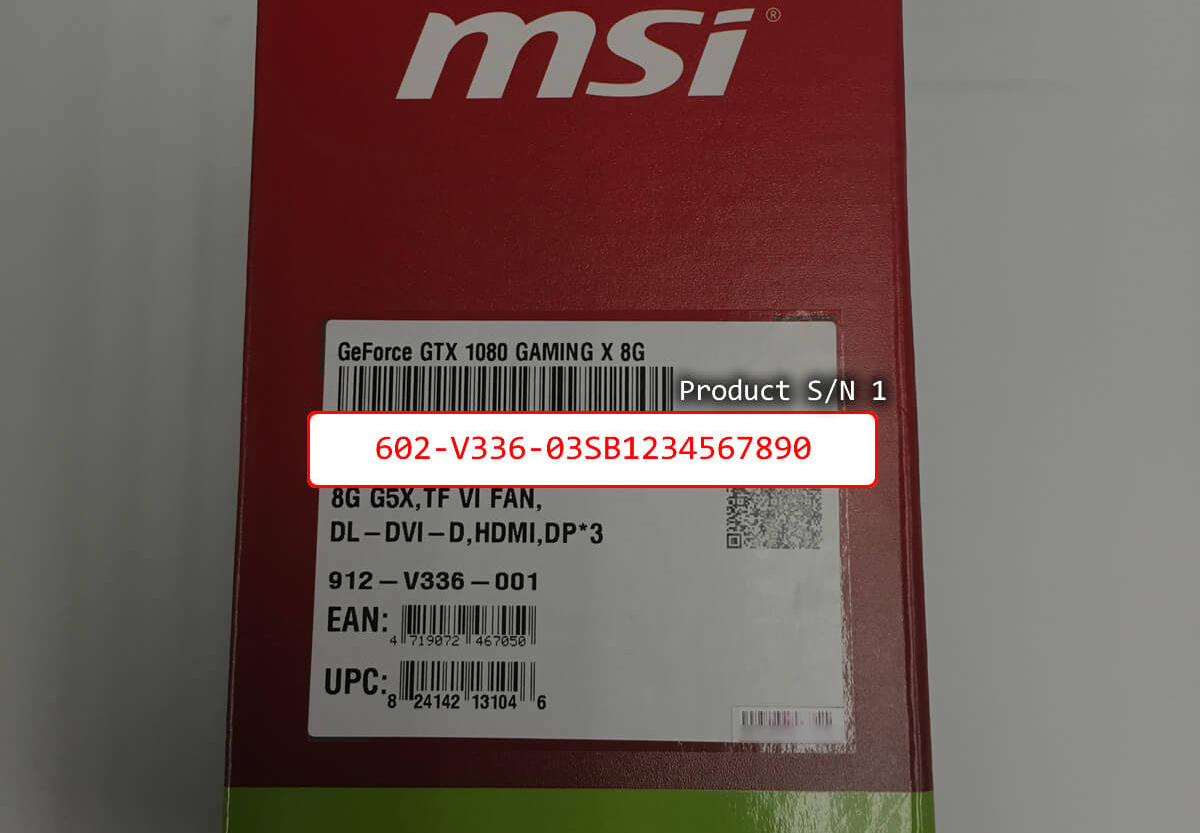 msi®
GeForce GTX 1080 GAMING X 8G
Product S/N 1
602-V336-03SB1234567890
8G G5X,TF VI FAN,
DL-DVI-D,HDMI,DP*3
912-V336-001
EAN:
4 719072 467050
UPC:
8 24142 13104 6